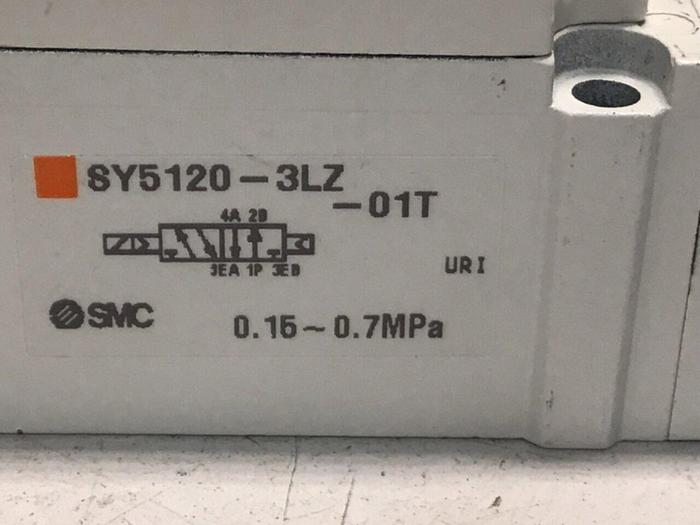 SY5120-3LZ
-01T
4A 2B
3EA 1P 3EB
URI
SMC
0.15~0.7MPa